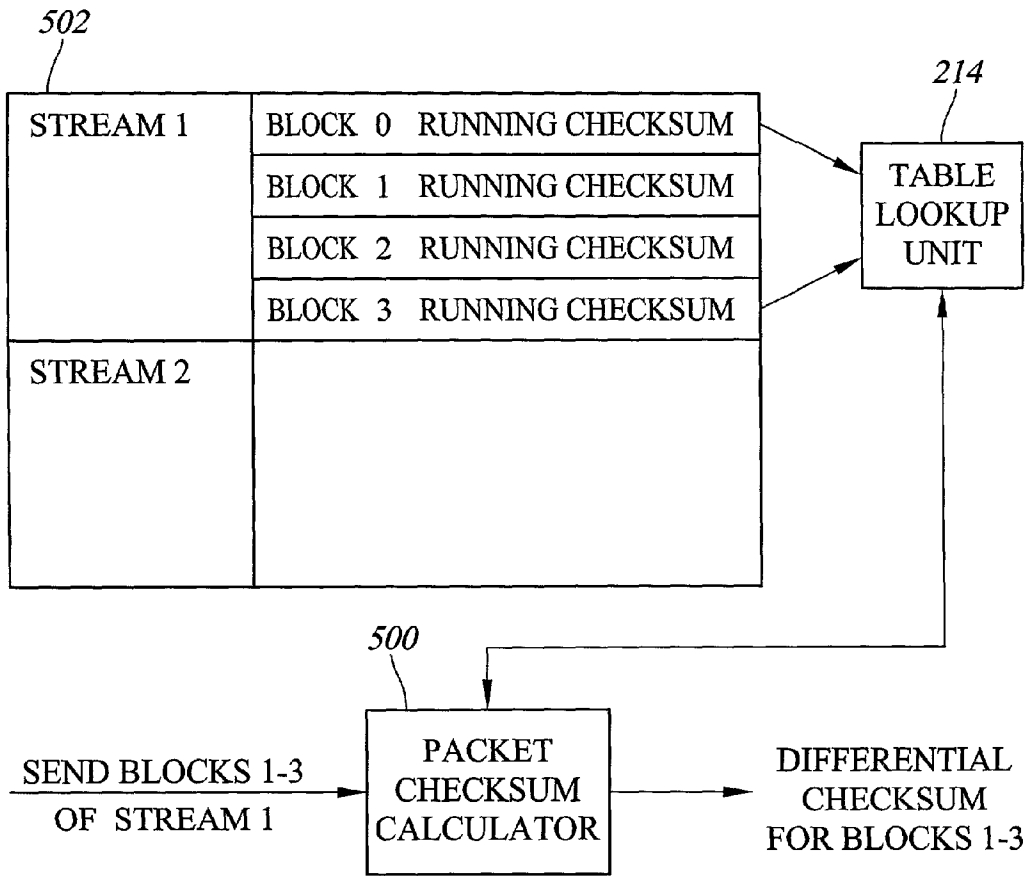 502
214
STREAM 1
BLOCK 0 RUNNING CHECKSUM
BLOCK 1 RUNNING CHECKSUM
BLOCK 2 RUNNING CHECKSUM
BLOCK 3 RUNNING CHECKSUM
TABLE
LOOKUP
UNIT
STREAM 2
500
SEND BLOCKS 1-3
OF STREAM 1
PACKET
CHECKSUM
CALCULATOR
DIFFERENTIAL
CHECKSUM
FOR BLOCKS 1-3